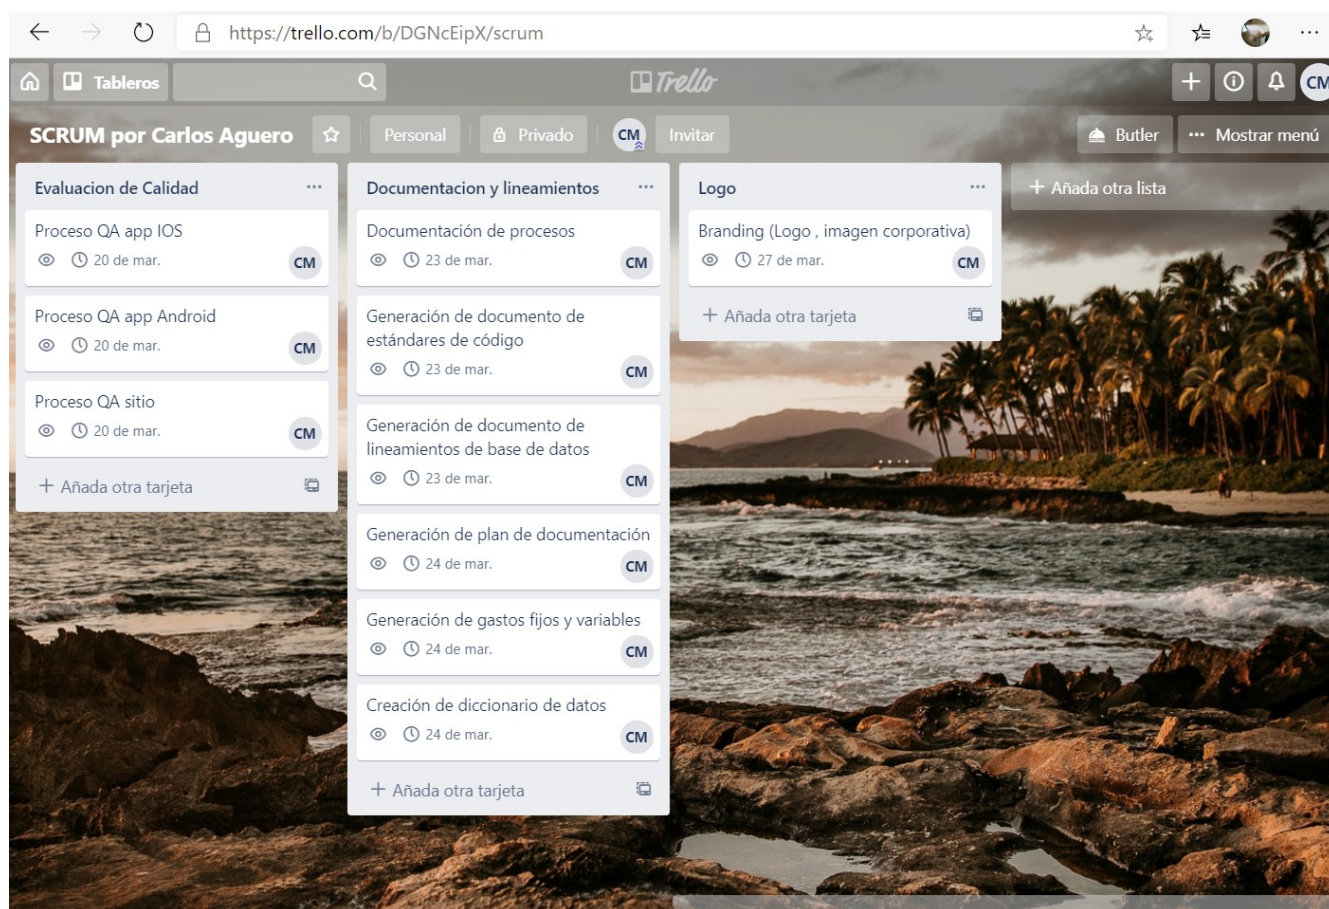 https://trello.com/b/DGNcEipX/scrum
Tableros
Trello
CM
SCRUM por Carlos Aguero
Personal
Privado
CM
Invitar
Butler
Mostrar menú
Evaluacion de Calidad
Proceso QA app IOS
20 de mar.
CM
Proceso QA app Android
20 de mar.
CM
Proceso QA sitio
20 de mar.
CM
+ Añada otra tarjeta
Documentacion y lineamientos
Documentación de procesos
23 de mar.
CM
Generación de documento de
estándares de código
23 de mar.
CM
Generación de documento de
lineamientos de base de datos
23 de mar.
CM
Generación de plan de documentación
24 de mar.
CM
Generación de gastos fijos y variables
24 de mar.
CM
Creación de diccionario de datos
24 de mar.
CM
+ Añada otra tarjeta
Logo
Branding (Logo , imagen corporativa)
27 de mar.
CM
+ Añada otra tarjeta
+ Añada otra lista